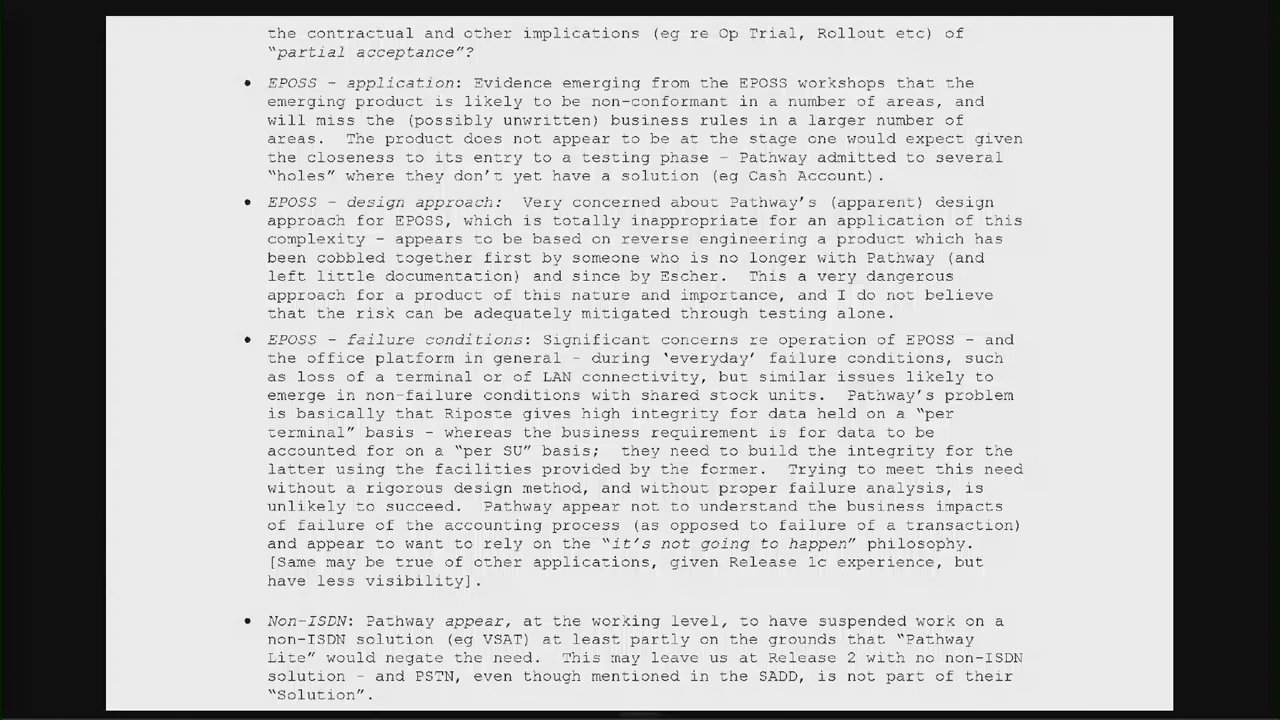 the contractual and other implications (eg re Op Trial, Rollout etc) of
“partial acceptance”?
• EPOSS - application: Evidence emerging from the EPOSS workshops that the
emerging product is likely to be non-conformant in a number of areas, and
will miss the (possibly unwritten) business rules in a larger number of
areas. The product does not appear to be at the stage one would expect given
the closeness to its entry to a testing phase - Pathway admitted to several
“holes” where they don’t yet have a solution (eg Cash Account).
• EPOSS - design approach: Very concerned about Pathway’s (apparent) design
approach for EPOSS, which is totally inappropriate for an application of this
complexity - appears to be based on reverse engineering a product which has
been cobbled together first by someone who is no longer with Pathway (and
left little documentation) and since by Escher. This a very dangerous
approach for a product of this nature and importance, and I do not believe
that the risk can be adequately mitigated through testing alone.
• EPOSS - failure conditions: Significant concerns re operation of EPOSS - and
the office platform in general - during ‘everyday’ failure conditions, such
as loss of a terminal or of LAN connectivity, but similar issues likely to
emerge in non-failure conditions with shared stock units. Pathway’s problem
is basically that Riposte gives high integrity for data held on a “per
terminal” basis - whereas the business requirement is for data to be
accounted for on a “per SU” basis; they need to build the integrity for the
latter using the facilities provided by the former. Trying to meet this need
without a rigorous design method, and without proper failure analysis, is
unlikely to succeed. Pathway appear not to understand the business impacts
of failure of the accounting process (as opposed to failure of a transaction)
and appear to want to rely on the “it’s not going to happen” philosophy.
[Same may be true of other applications, given Release 1c experience, but
have less visibility].
• Non-ISDN: Pathway appear, at the working level, to have suspended work on a
non-ISDN solution (eg VSAT) at least partly on the grounds that “Pathway
Lite” would negate the need. This may leave us at Release 2 with no non-ISDN
solution - and PSTN, even though mentioned in the SADD, is not part of their
“Solution”.